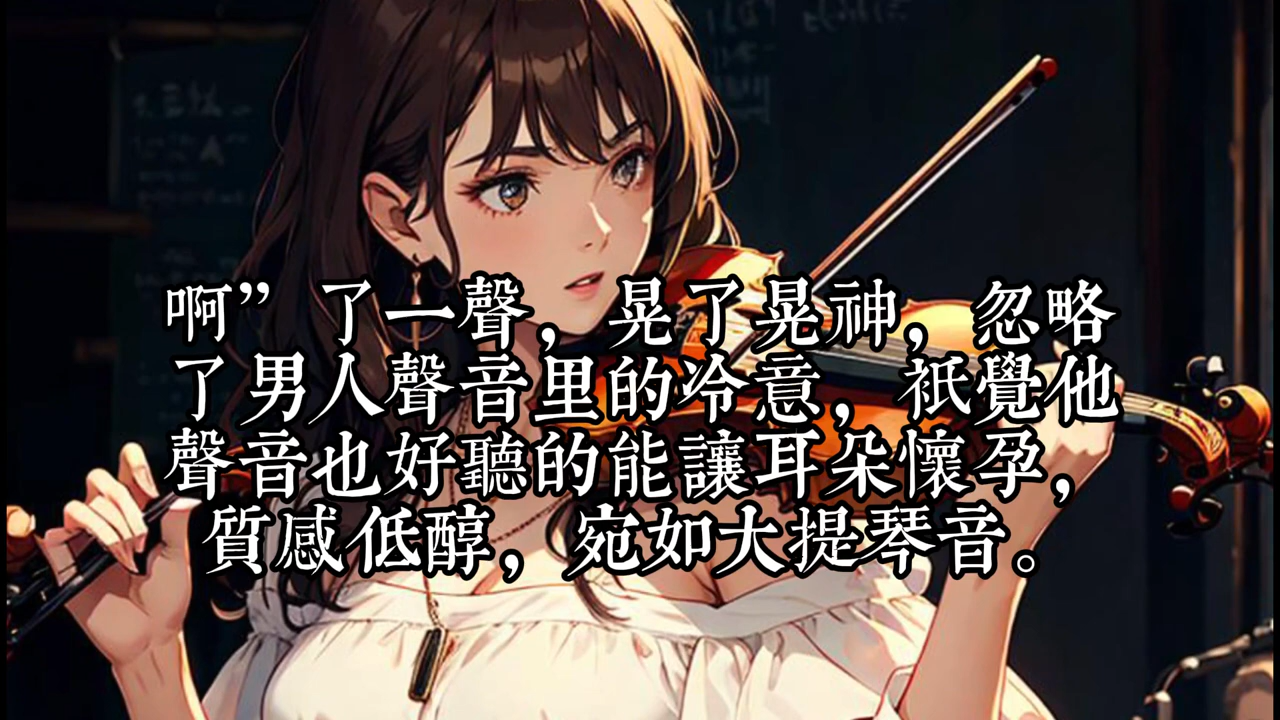 啊”了一聲，晃了晃神，忽略
了男人聲音里的冷意，祇覺他
聲音也好聽的能讓耳朵懷孕，
質感低醇，宛如大提琴音。